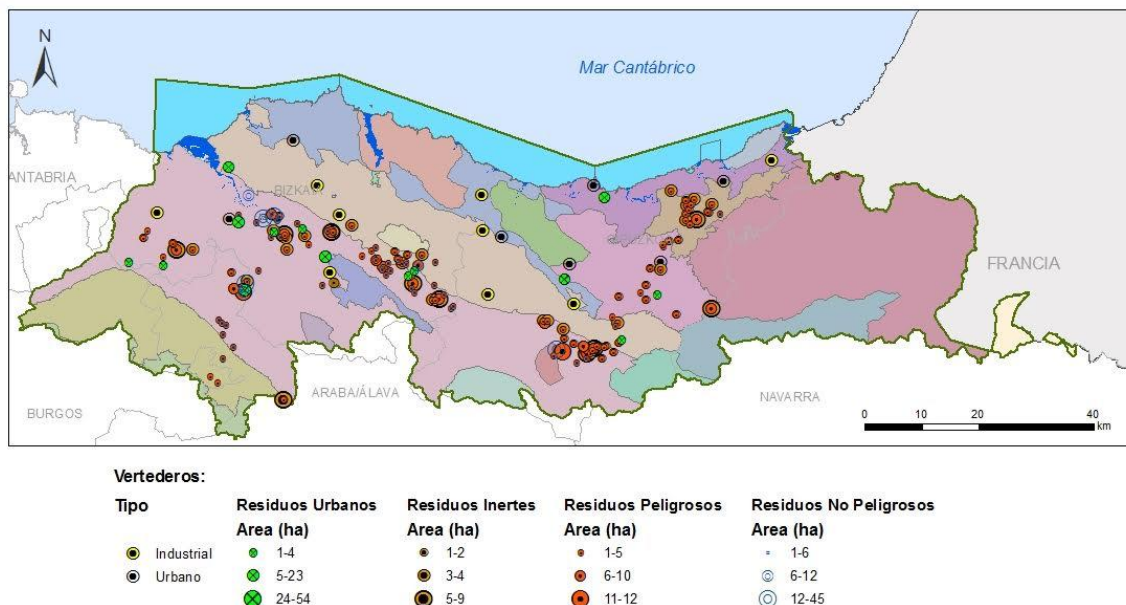 N
Mar Cantábrico
ANTABRIA
BIZKAI
FRANCIA
ARABA/ÁLAVA
NAVARRA
BURGOS
0 10 20 40
km
Vertederos:
Tipo Residuos Urbanos Residuos Inertes Residuos Peligrosos Residuos No Peligrosos
Area (ha) Area (ha) Area (ha) Area (ha)
Industrial 1-4 1-2 1-5 1-6
Urbano 5-23 3-4 6-10 6-12
24-54 5-9 11-12 12-45